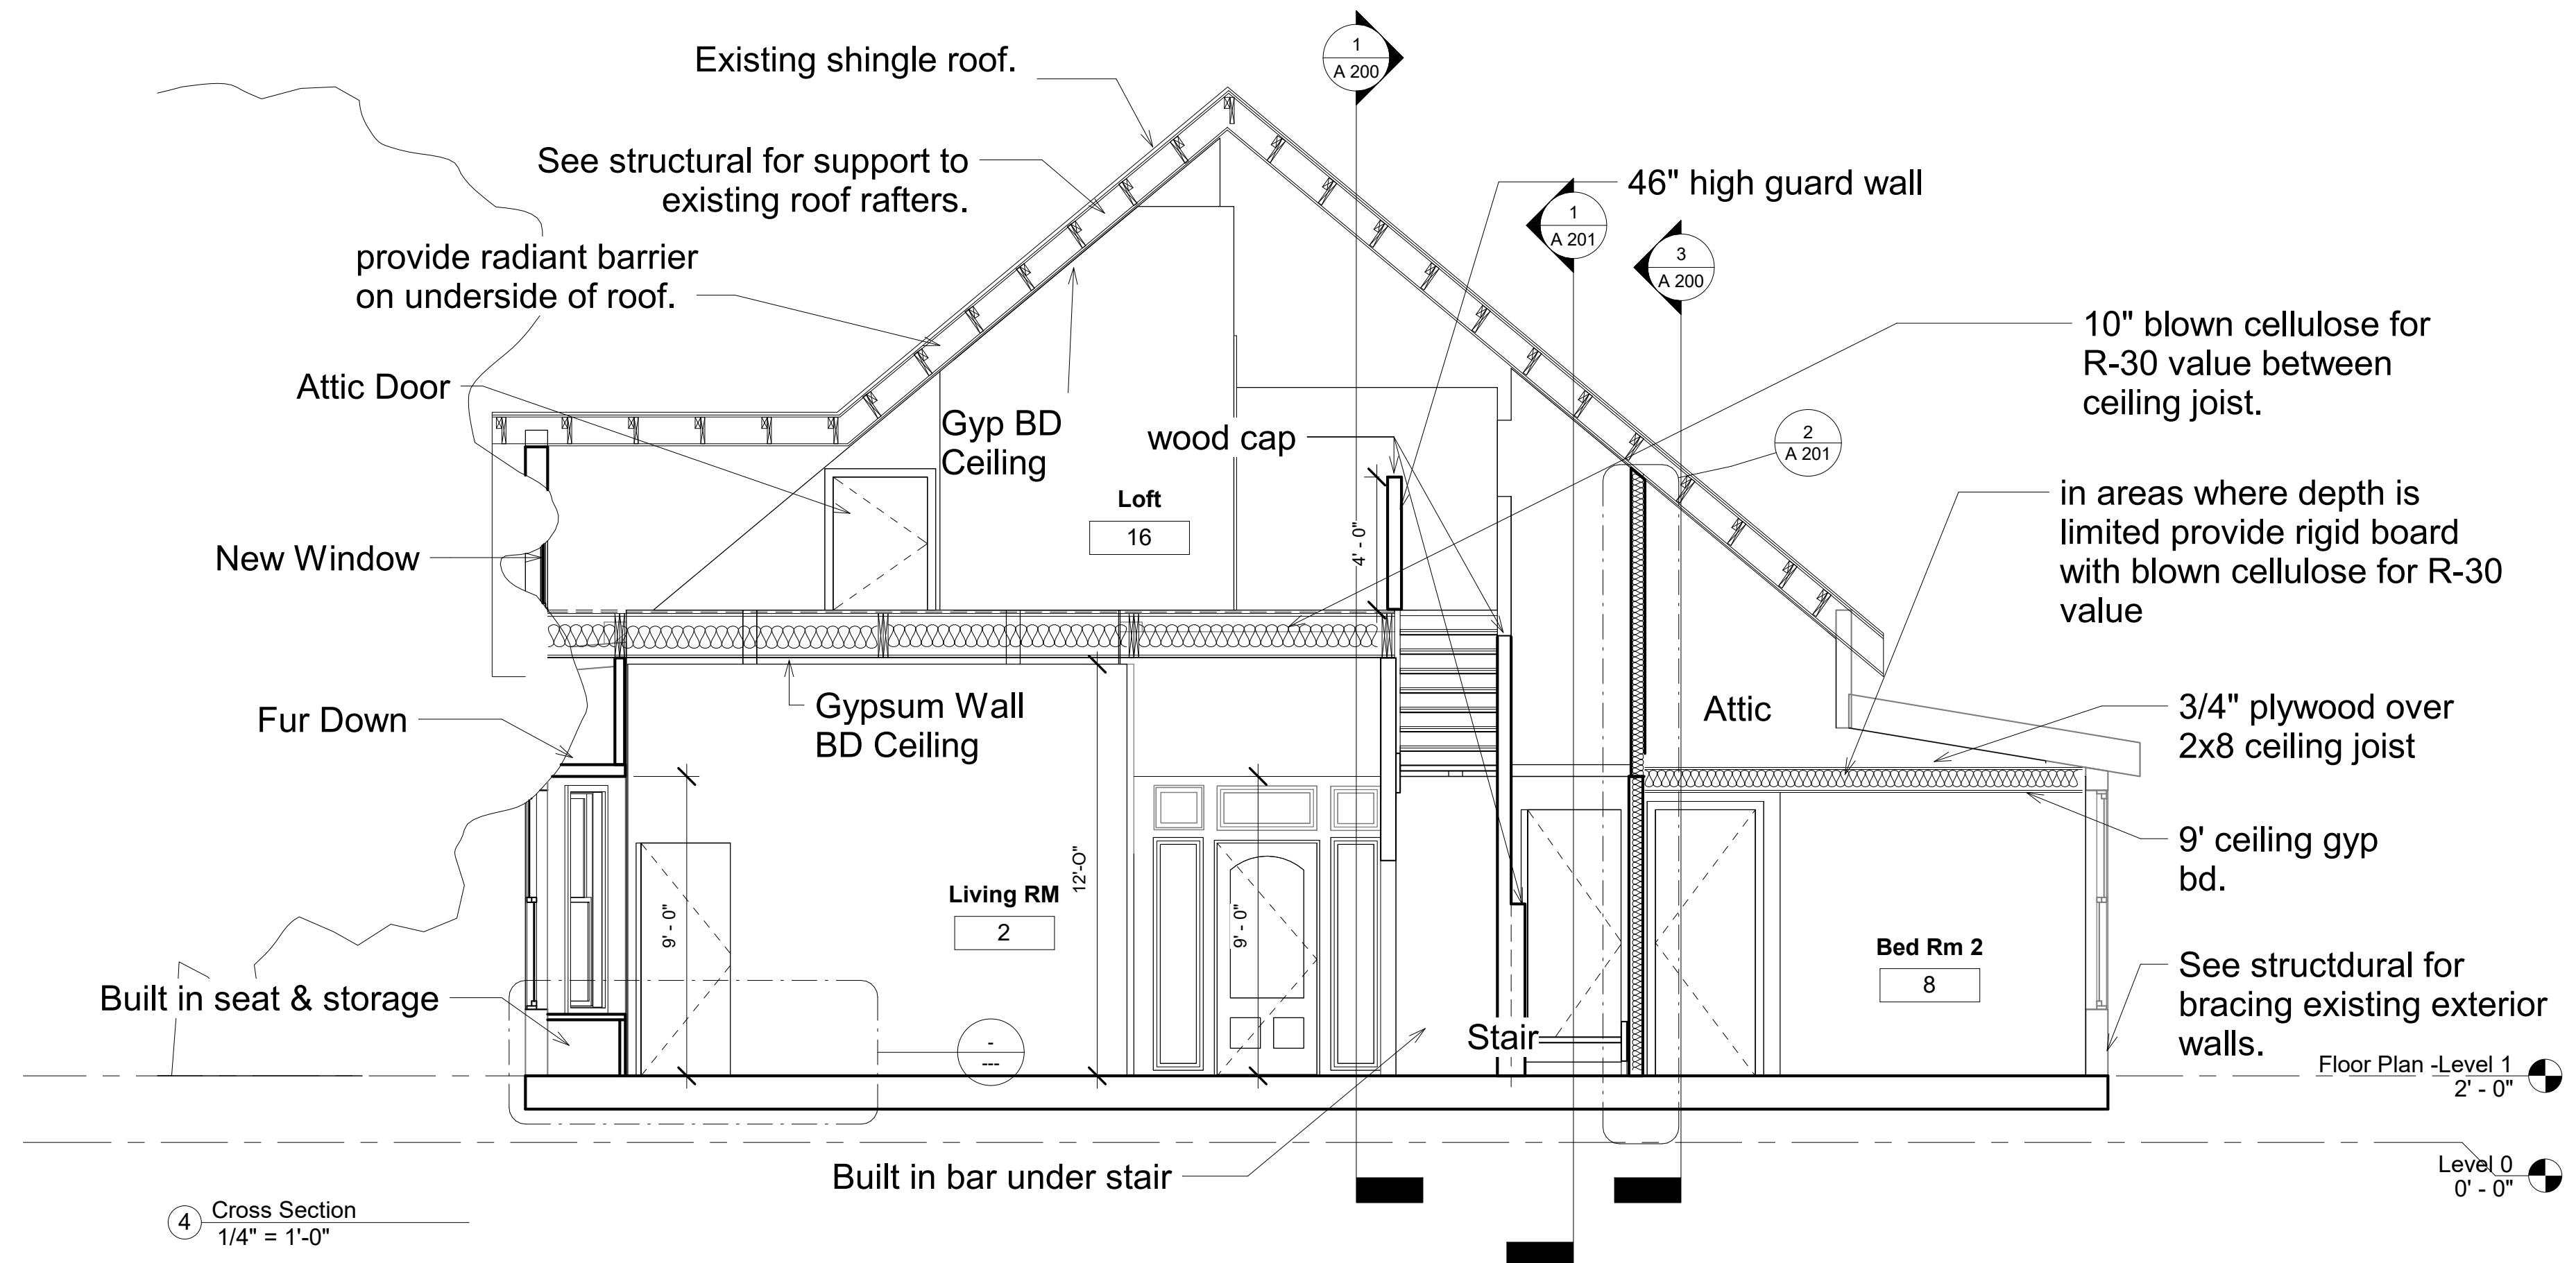 1
A 200
Existing shingle roof.
See structural for support to
existing roof rafters.
46" high guard wall
1
A 201
3
A 200
provide radiant barrier
on underside of roof.
10" blown cellulose for
R-30 value between
ceiling joist.
Attic Door
Gyp BD
Ceiling
wood cap
2
A 201
Loft
16
in areas where depth is
limited provide rigid board
with blown cellulose for R-30
value
4' - 0"
New Window
Fur Down
Gypsum Wall
BD Ceiling
Attic
3/4" plywood over
2x8 ceiling joist
9' ceiling gyp
bd.
12'-O"
Living RM
2
9' - 0"
9' - 0"
Bed Rm 2
8
See structdural for
bracing existing exterior
walls.
Built in seat & storage
-
---
Stair
Floor Plan -Level 1
2' - 0"
Built in bar under stair
Level 0
0' - 0"
4
Cross Section
1/4" = 1'-0"